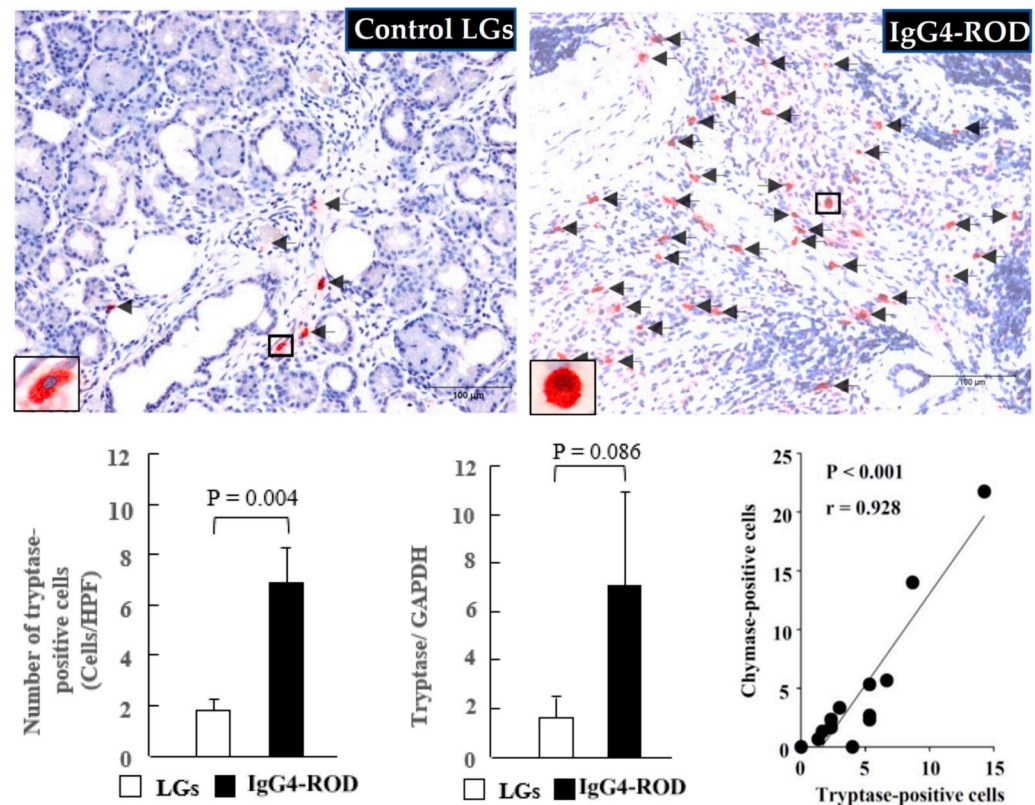 Control LGs
IgG4-ROD
100 μm
100 μm
12
10
8
6
4
2
0
Number of tryptase-
positive cells
(Cells/HPF)
P = 0.004
LGs
IgG4-ROD
12
10
8
6
4
2
0
Tryptase/ GAPDH
P = 0.086
LGs
IgG4-ROD
25
20
15
10
5
0
Chymase-positive cells
P < 0.001
r = 0.928
0
5
10
15
Tryptase-positive cells